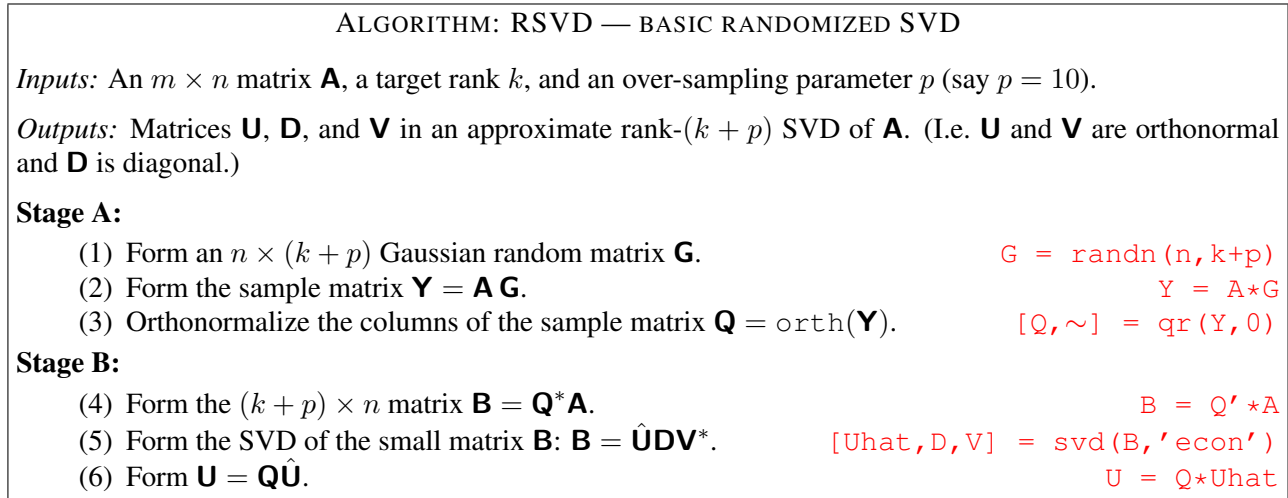 ALGORITHM: RSVD — BASIC RANDOMIZED SVD
Inputs: An m × n matrix A, a target rank k, and an over-sampling parameter p (say p = 10).
Outputs: Matrices U, D, and V in an approximate rank-(k + p) SVD of A. (I.e. U and V are orthonormal
and D is diagonal.)
Stage A:
(1) Form an n × (k + p) Gaussian random matrix G. G = randn(n,k+p)
(2) Form the sample matrix Y = A G. Y = A*G
(3) Orthonormalize the columns of the sample matrix Q = orth(Y). [Q,∼] = qr(Y,0)
Stage B:
(4) Form the (k + p) × n matrix B = Q*A. B = Q'*A
(5) Form the SVD of the small matrix B: B = ÛDV*. [Uhat,D,V] = svd(B,'econ')
(6) Form U = QÛ. U = Q*Uhat